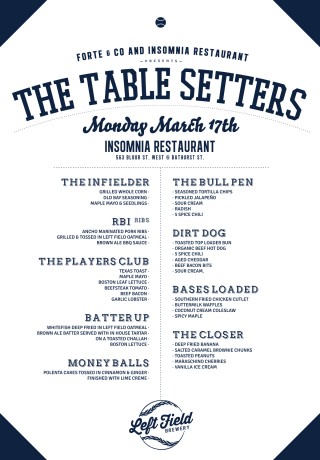 FORTE & CO AND INSOMNIA RESTAURANT
PRESENTS
THE TABLE SETTERS
Monday March 17th
INSOMNIA RESTAURANT
563 BLOOR ST. WEST @ BATHURST ST.
THE INFIELDER
GRILLED WHOLE CORN ·
OLD BAY SEASONING ·
MAPLE MAYO & SEEDLINGS ·
RBI RIBS
ANCHO MARINATED PORK RIBS ·
GRILLED & TOSSED IN LEFT FIELD OATMEAL ·
BROWN ALE BBQ SAUCE ·
THE PLAYERS CLUB
TEXAS TOAST ·
MAPLE MAYO ·
BOSTON LEAF LETTUCE ·
BEEFSTEAK TOMATO ·
BEEF BACON ·
GARLIC LOBSTER ·
BATTER UP
WHITEFISH DEEP FRIED IN LEFT FIELD OATMEAL ·
BROWN ALE BATTER SERVED WITH IN HOUSE TARTAR ·
ON A TOASTED CHALLAH ·
BOSTON LETTUCE ·
MONEY BALLS
POLENTA CAKES TOSSED IN CINNAMON & GINGER ·
FINISHED WITH LIME CREME ·
THE BULL PEN
· SEASONED TORTILLA CHIPS
· PICKLED JALAPEÑO
· SOUR CREAM
· RADISH
· 5 SPICE CHILI
DIRT DOG
· TOASTED TOP LOADER BUN
· ORGANIC BEEF HOT DOG
· 5 SPICE CHILI
· AGED CHEDDAR
· BEEF BACON BITS
· SOUR CREAM.
BASES LOADED
· SOUTHERN FRIED CHICKEN CUTLET
· BUTTERMILK WAFFLES
· COCONUT CREAM COLESLAW
· SPICY MAPLE
THE CLOSER
· DEEP FRIED BANANA
· SALTED CARAMEL BROWNIE CHUNKS
· TOASTED PEANUTS
· MARASCHINO CHERRIES
· VANILLA ICE CREAM
Left Field
BREWERY